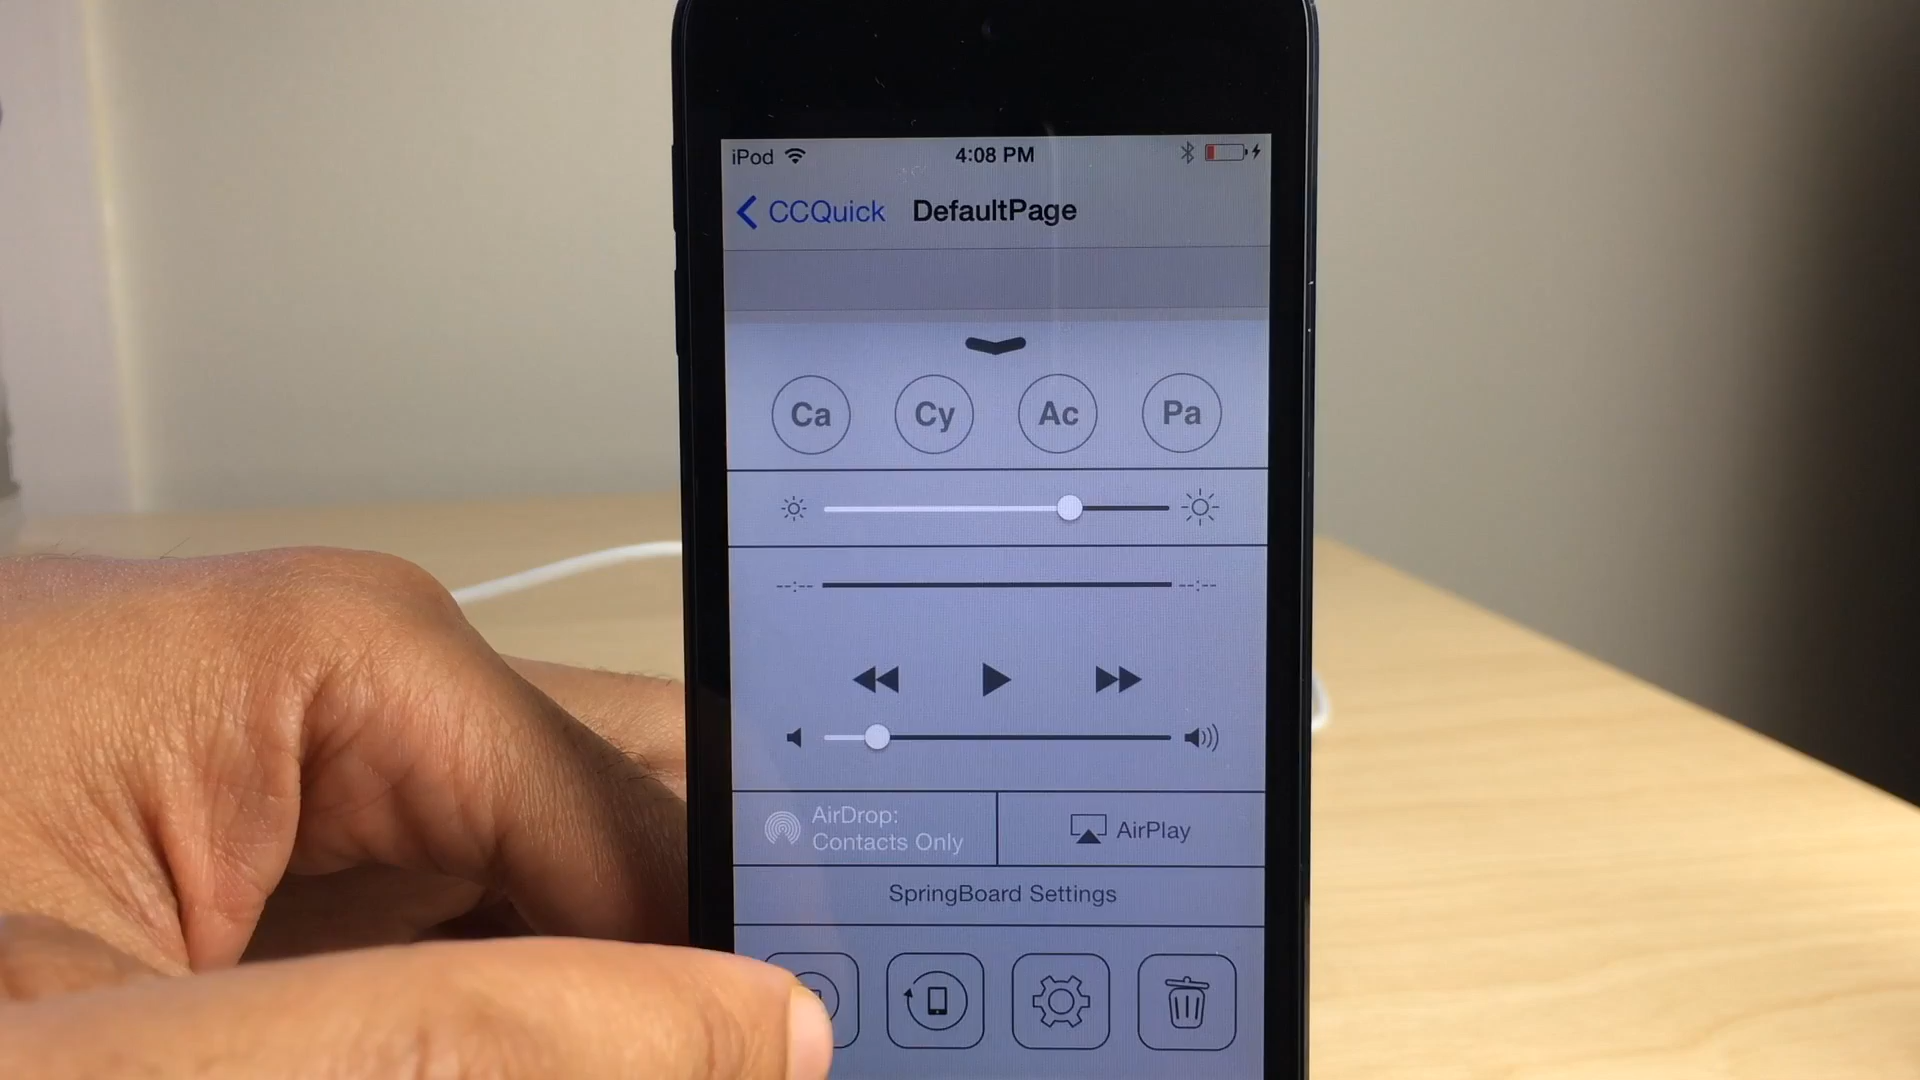 iPod 4:08 PM
CCQuick DefaultPage
Ca Cy Ac Pa
--:-- --:--
AirDrop:
Contacts Only
AirPlay
SpringBoard Settings